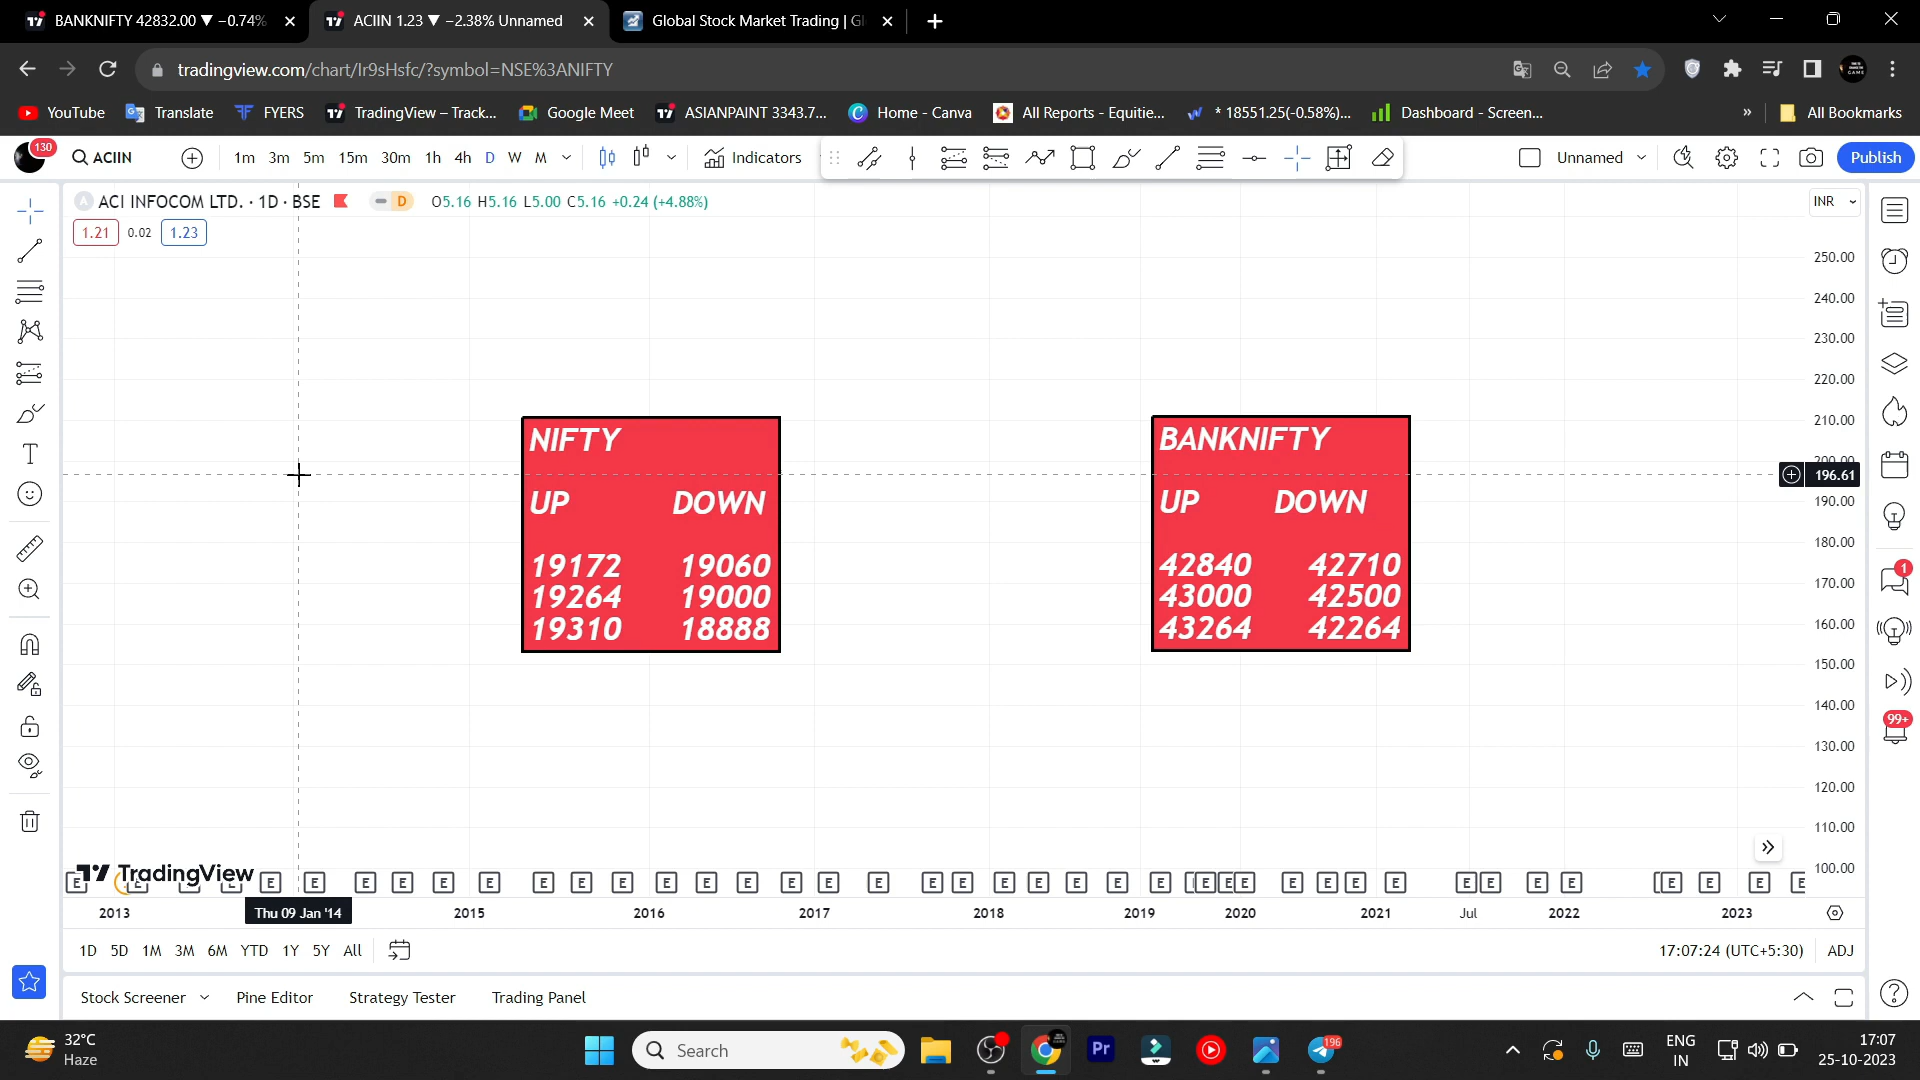 BANKNIFTY 42832.00 ▼ −0.74%
ACIIN 1.23 ▼ −2.38% Unnamed
Global Stock Market Trading | Gl
tradingview.com/chart/Ir9sHsfc/?symbol=NSE%3ANIFTY
YouTube
Translate
FYERS
TradingView – Track...
Google Meet
ASIANPAINT 3343.7...
Home - Canva
All Reports - Equitie...
* 18551.25(-0.58%)...
Dashboard - Screen...
»
All Bookmarks
130
ACIIN
1m 3m 5m 15m 30m 1h 4h D W M
Indicators
Unnamed
Publish
A ACI INFOCOM LTD. · 1D · BSE
D
O5.16 H5.16 L5.00 C5.16 +0.24 (+4.88%)
INR
1.21 0.02 1.23
250.00
240.00
230.00
220.00
210.00
200.00
196.61
190.00
180.00
170.00
160.00
150.00
140.00
130.00
120.00
110.00
100.00
NIFTY
UP DOWN
19172 19060
19264 19000
19310 18888
BANKNIFTY
UP DOWN
42840 42710
43000 42500
43264 42264
1
99+
TradingView
E E E E E E E E E E E E E E E E E E E E E E E E E E E E E E E E E E E E E E E E E E E
2013 Thu 09 Jan '14 2015 2016 2017 2018 2019 2020 2021 Jul 2022 2023
1D 5D 1M 3M 6M YTD 1Y 5Y All
17:07:24 (UTC+5:30) ADJ
Stock Screener Pine Editor Strategy Tester Trading Panel
32°C
Haze
Search
Pr
196
ENG
IN
17:07
25-10-2023